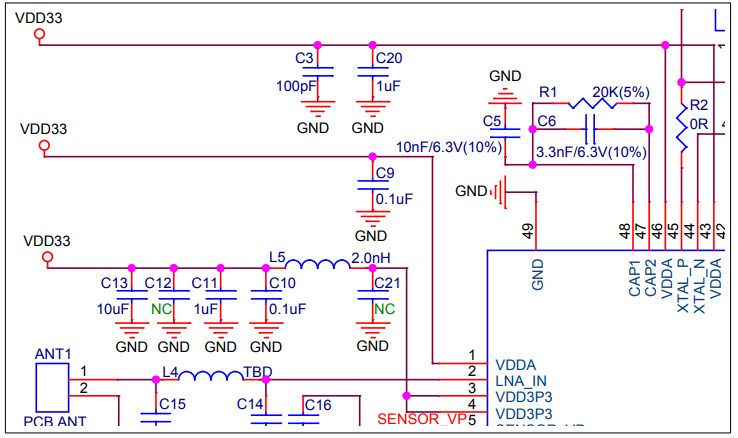 VDD33
C3
C20
100pF
1uF
GND
GND
GND
R1
20K(5%)
C5
C6
R2
0R
10nF/6.3V(10%)
3.3nF/6.3V(10%)
VDD33
C9
0.1uF
GND
GND
49
48
47
46
45
44
43
42
GND
CAP1
CAP2
VDDA
XTAL_P
XTAL_N
VDDA
VDD33
L5
2.0nH
C13
C12
C11
C10
C21
10uF
NC
1uF
0.1uF
NC
GND
GND
GND
GND
GND
ANT1
1
2
L4
TBD
1
VDDA
2
LNA_IN
3
VDD3P3
4
VDD3P3
C15
C14
C16
SENSOR_VP
5
SENSOR_VP
PCB ANT